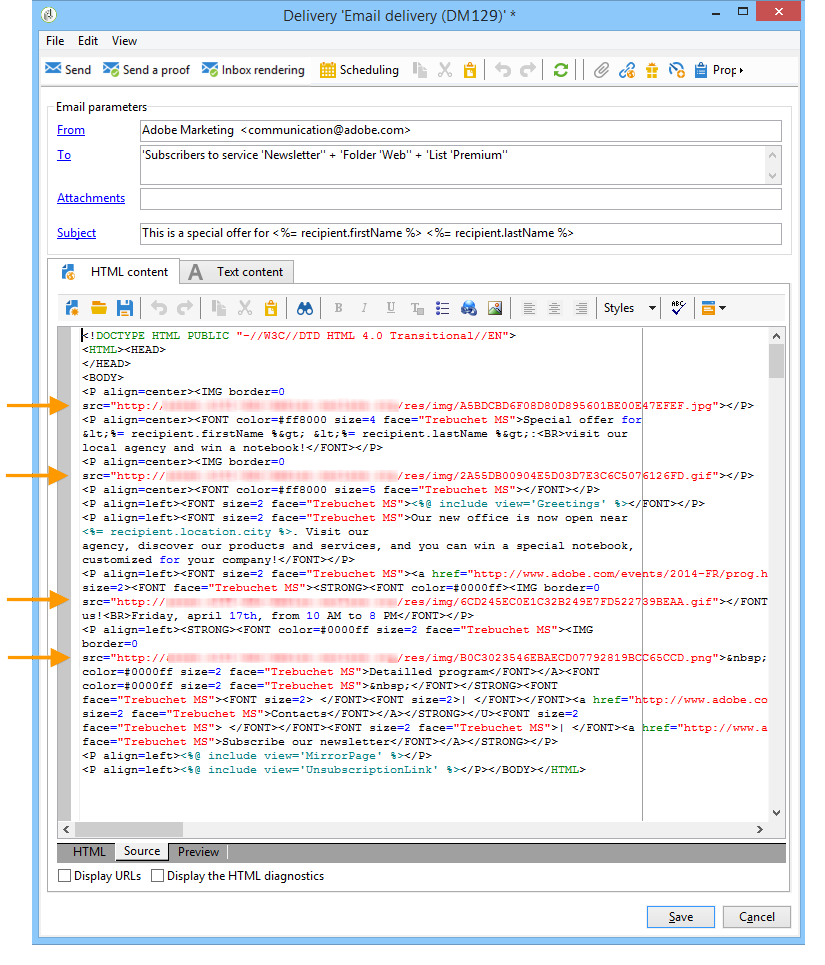 Delivery 'Email delivery (DM129)' *
File Edit View
Send Send a proof Inbox rendering Scheduling Prop
Email parameters
From Adobe Marketing <communication@adobe.com>
To 'Subscribers to service 'Newsletter'' + 'Folder 'Web'' + 'List 'Premium''
Attachments
Subject This is a special offer for <%= recipient.firstName %> <%= recipient.lastName %>
HTML content A Text content
B I U T Styles ABC
<!DOCTYPE HTML PUBLIC "-//W3C//DTD HTML 4.0 Transitional//EN">
<HTML><HEAD>
</HEAD>
<BODY>
<P align=center><IMG border=0
src="http:/ /res/img/A5BDCBD6F08D80D895601BE00E47EFEF.jpg"></P>
<P align=center><FONT color=#ff8000 size=4 face="Trebuchet MS">Special offer for
&lt;%= recipient.firstName %&gt; &lt;%= recipient.lastName %&gt;:<BR>visit our
local agency and win a notebook!</FONT></P>
<P align=center><IMG border=0
src="http:/ /res/img/2A55DB00904E5D03D7E3C6C5076126FD.gif"></P>
<P align=center><FONT color=#ff8000 size=5 face="Trebuchet MS"></FONT></P>
<P align=left><FONT size=2 face="Trebuchet MS"><%@ include view='Greetings' %></FONT></P>
<P align=left><FONT size=2 face="Trebuchet MS">Our new office is now open near
<%= recipient.location.city %>. Visit our
agency, discover our products and services, and you can win a special notebook,
customized for your company!</FONT></P>
<P align=left><FONT size=2 face="Trebuchet MS"><a href="http://www.adobe.com/events/2014-FR/prog.h
size=2><FONT face="Trebuchet MS"><STRONG><FONT color=#0000ff><IMG border=0
src="http:/ /res/img/6CD245EC0E1C32B249E7FD522739BEAA.gif"></FONT
us!<BR>Friday, april 17th, from 10 AM to 8 PM</FONT></P>
<P align=left><STRONG><FONT color=#0000ff size=2 face="Trebuchet MS"><IMG
border=0
src="http:/ /res/img/B0C3023546EBAECD07792819BCC65CCD.png">&nbsp;
color=#0000ff size=2 face="Trebuchet MS">Detailled program</FONT></A><FONT
color=#0000ff size=2 face="Trebuchet MS">&nbsp;</FONT></STRONG><FONT
face="Trebuchet MS"><FONT size=2> </FONT><FONT size=2>| </FONT></FONT><a href="http://www.adobe.co
size=2 face="Trebuchet MS">Contacts</FONT></A></STRONG></U><FONT size=2
face="Trebuchet MS"> </FONT></FONT><FONT size=2 face="Trebuchet MS">| </FONT><a href="http://www.a
face="Trebuchet MS">Subscribe our newsletter</FONT></A></STRONG></P>
<P align=left><%@ include view='MirrorPage' %></P>
<P align=left><%@ include view='UnsubscriptionLink' %></P></BODY></HTML>
HTML Source Preview
Display URLs Display the HTML diagnostics
Save Cancel